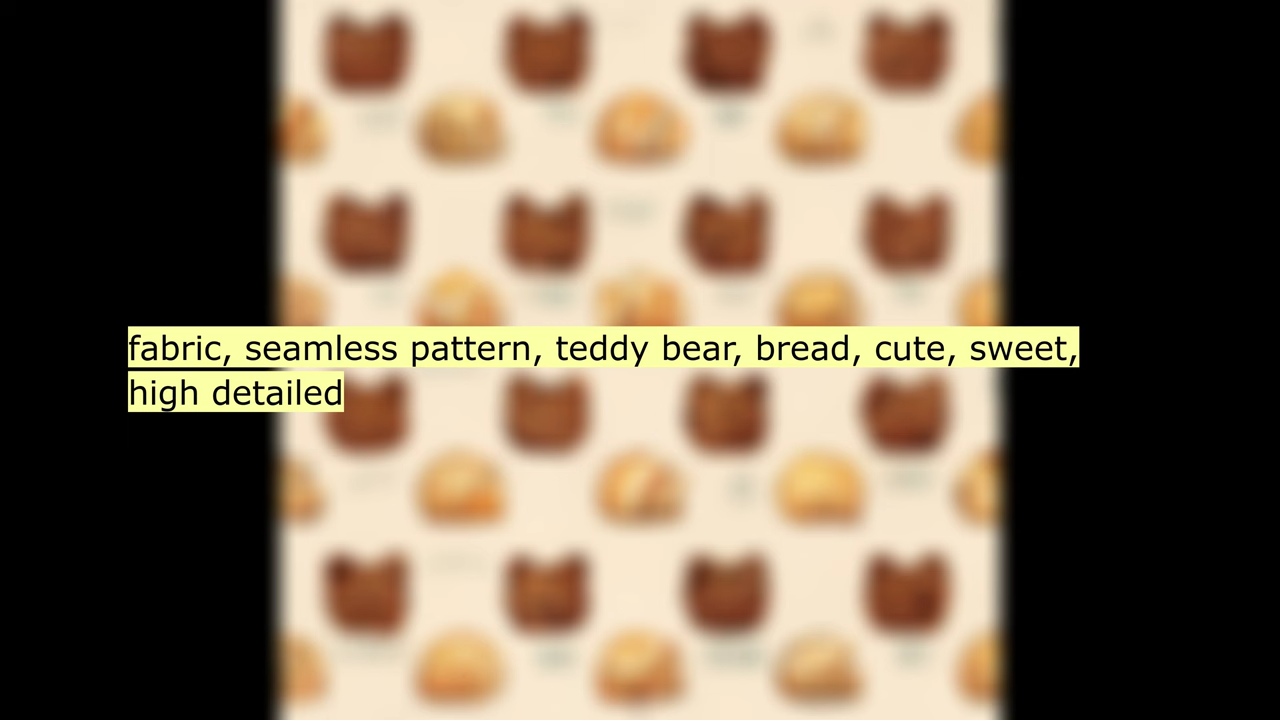 fabric, seamless pattern, teddy bear, bread, cute, sweet,
high detailed